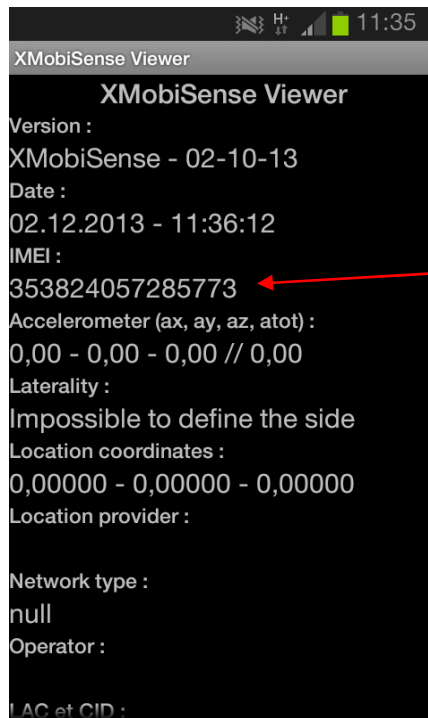 H+ 11:35
XMobiSense Viewer
XMobiSense Viewer
Version :
XMobiSense - 02-10-13
Date :
02.12.2013 - 11:36:12
IMEI :
353824057285773
Accelerometer (ax, ay, az, atot) :
0,00 - 0,00 - 0,00 // 0,00
Laterality :
Impossible to define the side
Location coordinates :
0,00000 - 0,00000 - 0,00000
Location provider :
Network type :
null
Operator :
LAC et CID :